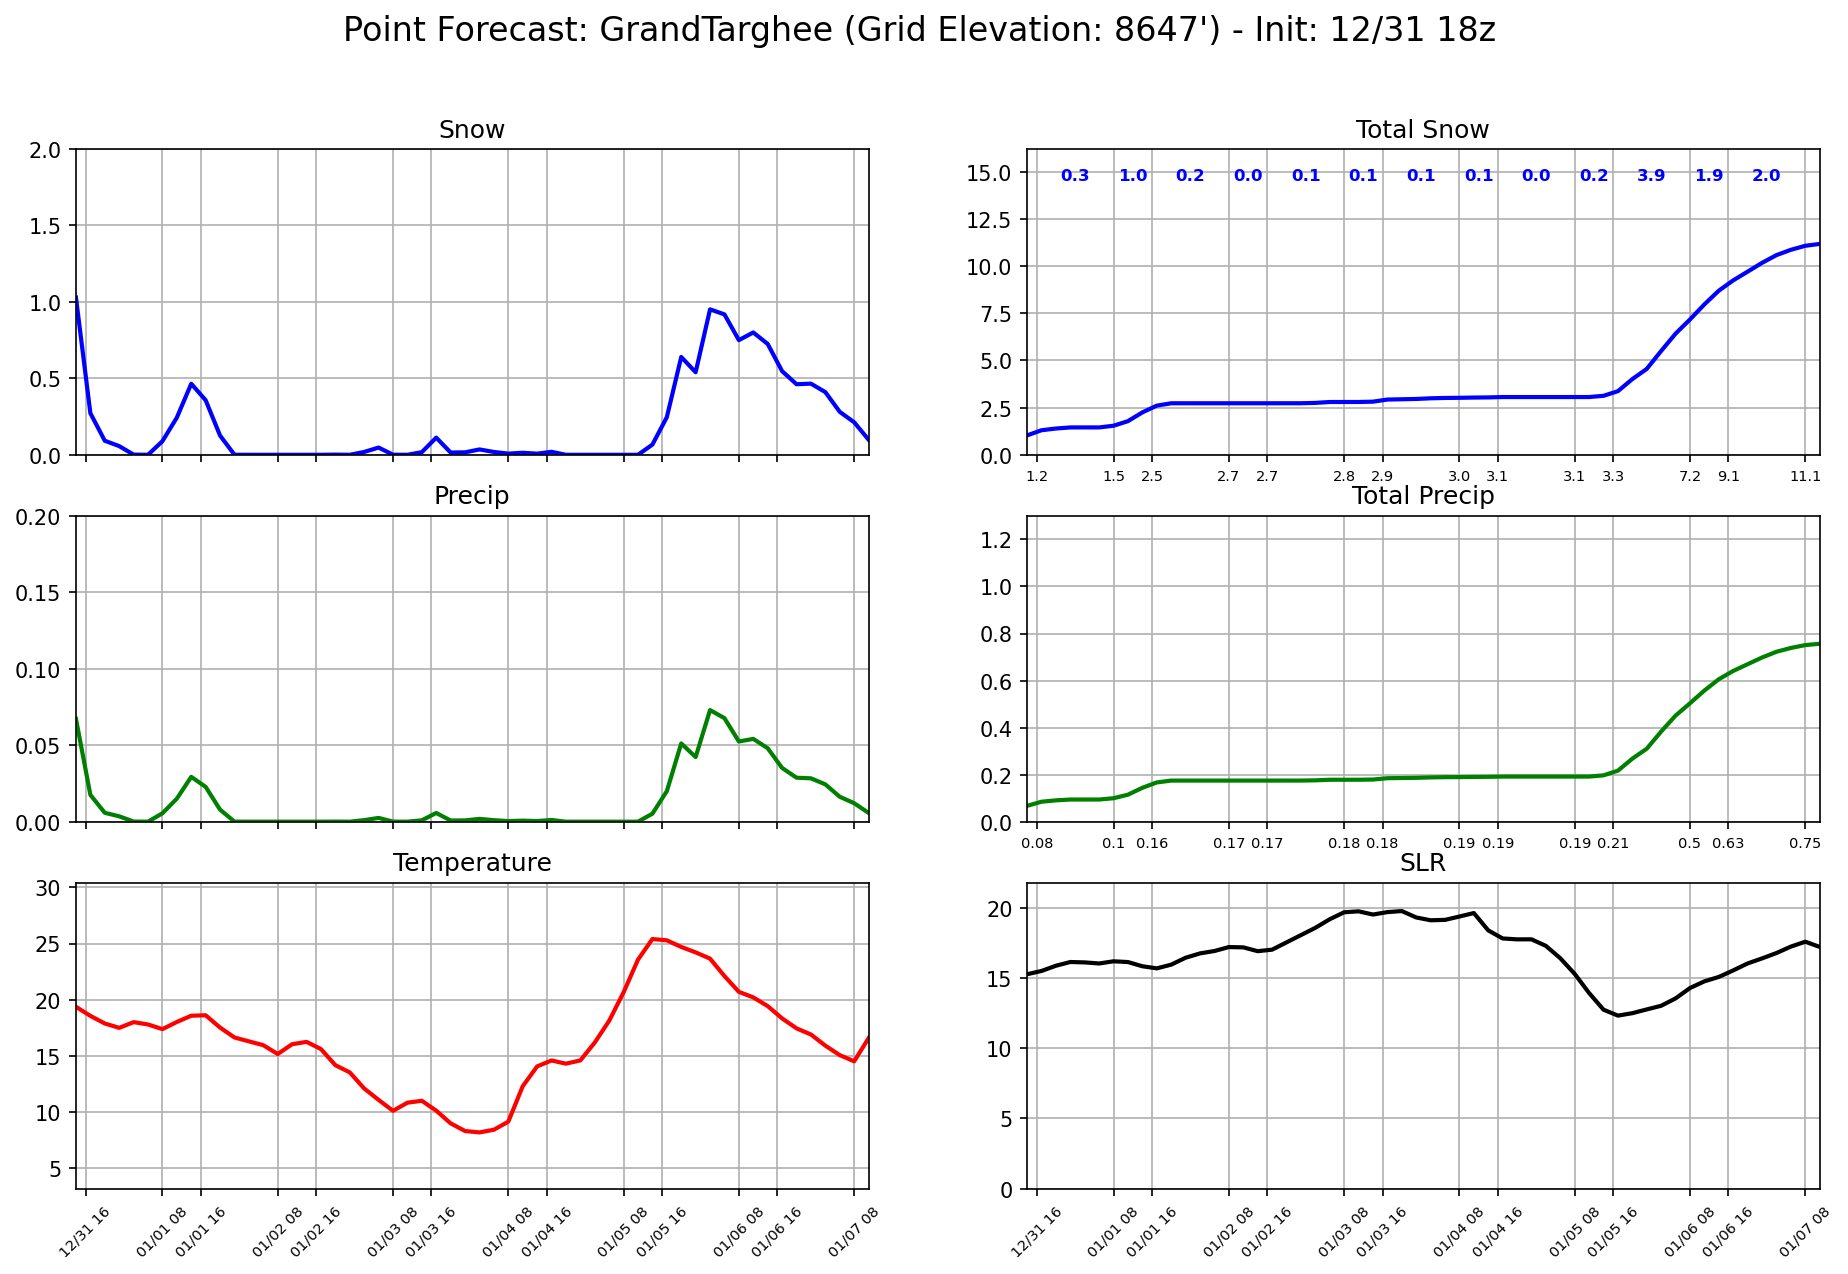 Point Forecast: GrandTarghee (Grid Elevation: 8647') - Init: 12/31 18z
Snow
2.0
1.5
1.0
0.5
0.0
Total Snow
15.0
12.5
10.0
7.5
5.0
2.5
0.0
0.3 1.0 0.2 0.0 0.1 0.1 0.1 0.1 0.0 0.2 3.9 1.9 2.0
1.2 1.5 2.5 2.7 2.7 2.8 2.9 3.0 3.1 3.1 3.3 7.2 9.1 11.1
Precip
0.20
0.15
0.10
0.05
0.00
Total Precip
1.2
1.0
0.8
0.6
0.4
0.2
0.0
0.08 0.1 0.16 0.17 0.17 0.18 0.18 0.19 0.19 0.19 0.21 0.5 0.63 0.75
Temperature
30
25
20
15
10
5
12/31 16 01/01 08 01/01 16 01/02 08 01/02 16 01/03 08 01/03 16 01/04 08 01/04 16 01/05 08 01/05 16 01/06 08 01/06 16 01/07 08
SLR
20
15
10
5
0
12/31 16 01/01 08 01/01 16 01/02 08 01/02 16 01/03 08 01/03 16 01/04 08 01/04 16 01/05 08 01/05 16 01/06 08 01/06 16 01/07 08